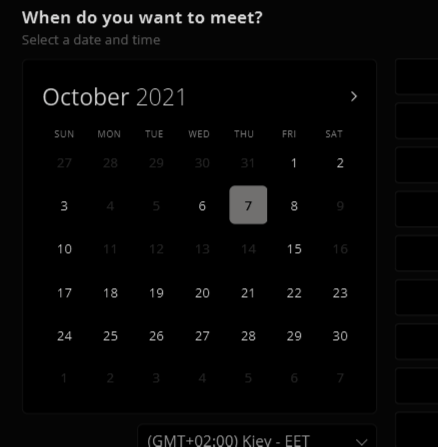 When do you want to meet?
Select a date and time
October 2021
SUN MON TUE WED THU FRI SAT
27 28 29 30 31 1 2
3 4 5 6 7 8 9
10 11 12 13 14 15 16
17 18 19 20 21 22 23
24 25 26 27 28 29 30
1 2 3 4 5 6 7
(GMT+02:00) Kiev - EET